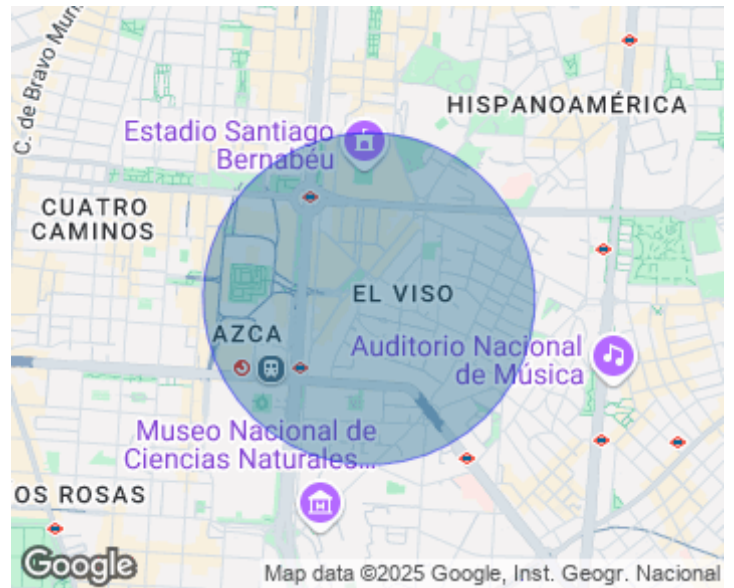 C. de Bravo Muri
HISPANOAMÉRICA
Estadio Santiago
Bernabéu
CUATRO
CAMINOS
EL VISO
AZCA
Auditorio Nacional
de Música
Museo Nacional de
Ciencias Naturales...
OS ROSAS
Google
Map data ©2025 Google, Inst. Geogr. Nacional